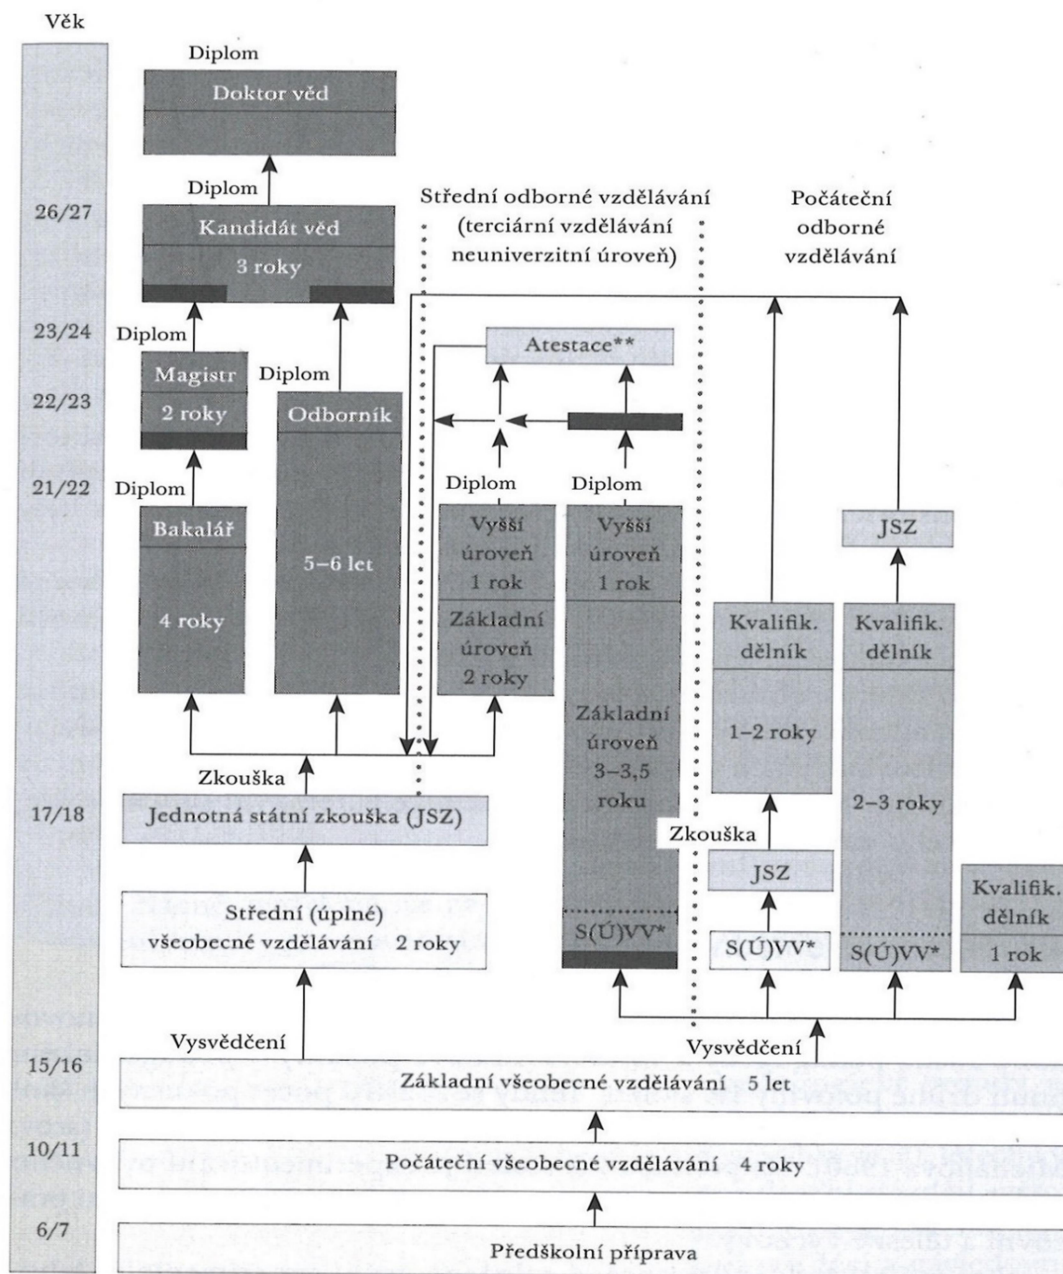 Věk
Diplom
Doktor věd
Diplom
26/27
Kandidát věd
3 roky
Střední odborné vzdělávání
(terciární vzdělávání
neuniverzitní úroveň)
Počáteční
odborné
vzdělávání
23/24
Diplom
Magistr
2 roky
22/23
Diplom
Odborník
5–6 let
Atestace**
21/22
Diplom
Bakalář
4 roky
Diplom
Vyšší
úroveň
1 rok
Základní
úroveň
2 roky
Diplom
Vyšší
úroveň
1 rok
Základní
úroveň
3–3,5
roku
S(Ú)VV*
JSZ
Kvalifik.
dělník
1–2 roky
Zkouška
JSZ
S(Ú)VV*
Kvalifik.
dělník
2–3 roky
S(Ú)VV*
Kvalifik.
dělník
1 rok
Zkouška
17/18
Jednotná státní zkouška (JSZ)
Střední (úplné)
všeobecné vzdělávání 2 roky
Vysvědčení
Vysvědčení
15/16
Základní všeobecné vzdělávání 5 let
10/11
Počáteční všeobecné vzdělávání 4 roky
6/7
Předškolní příprava